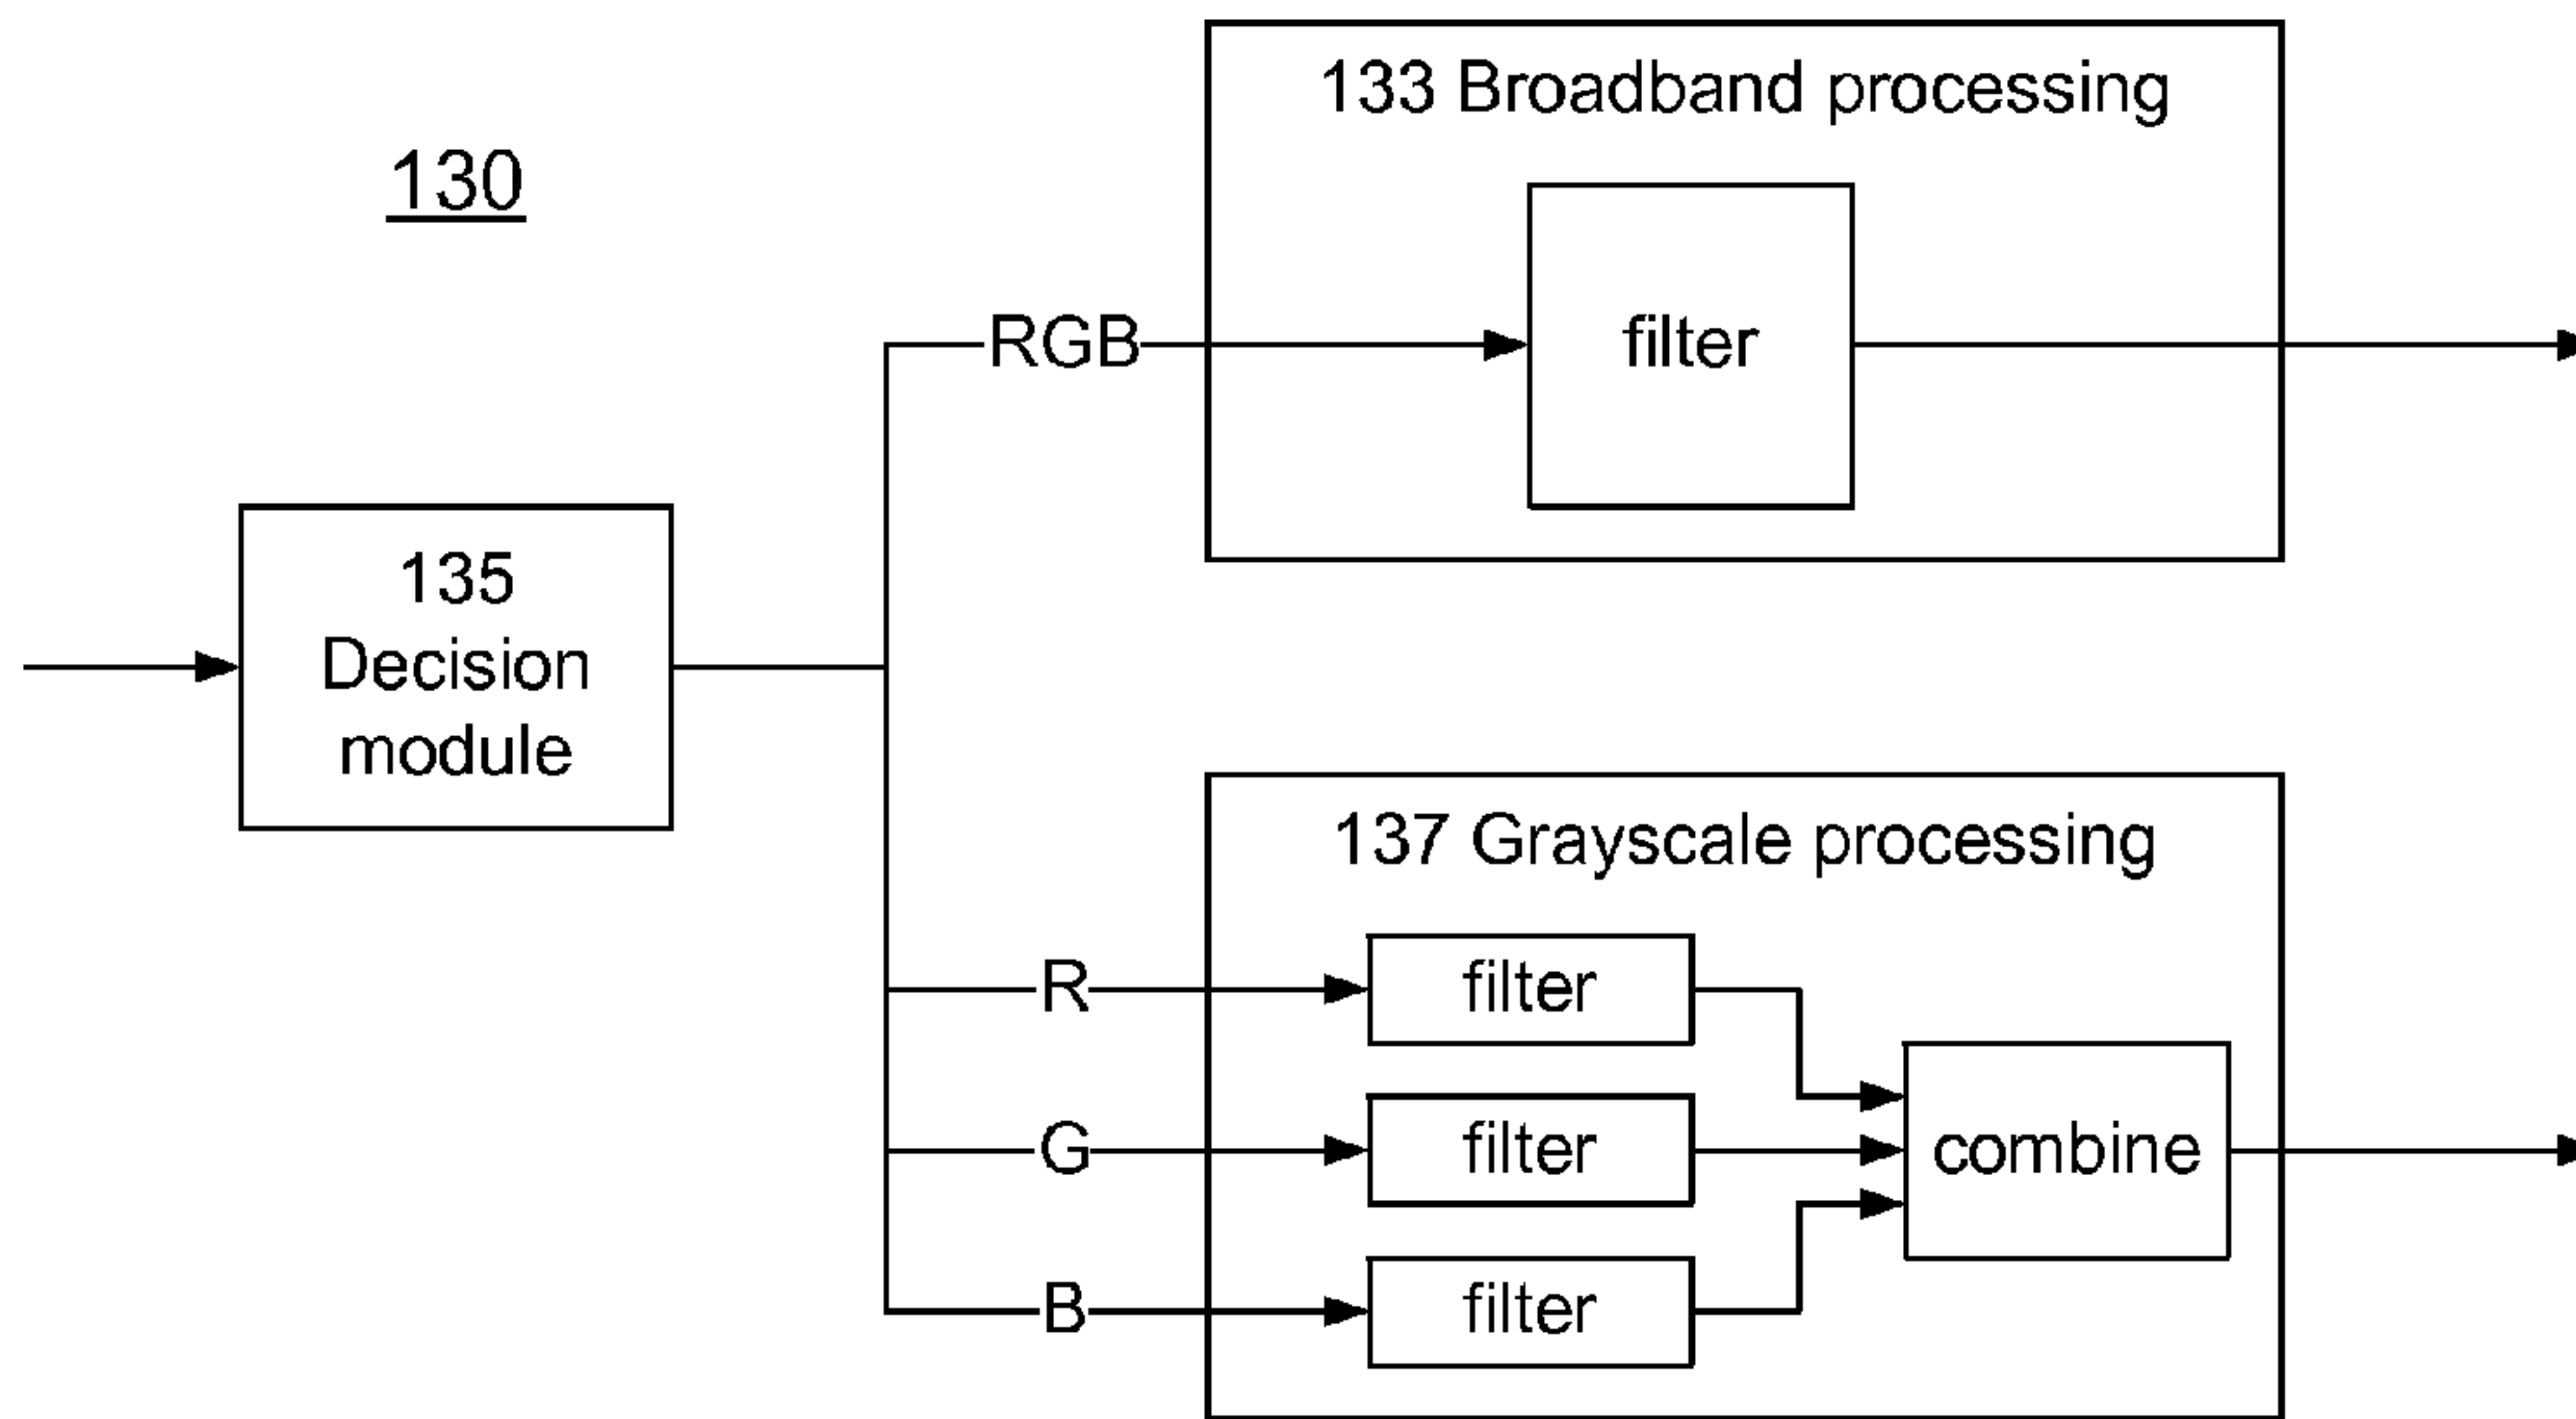 130
133 Broadband processing
RGB
filter
135
Decision
module
137 Grayscale processing
R
filter
G
filter
combine
B
filter